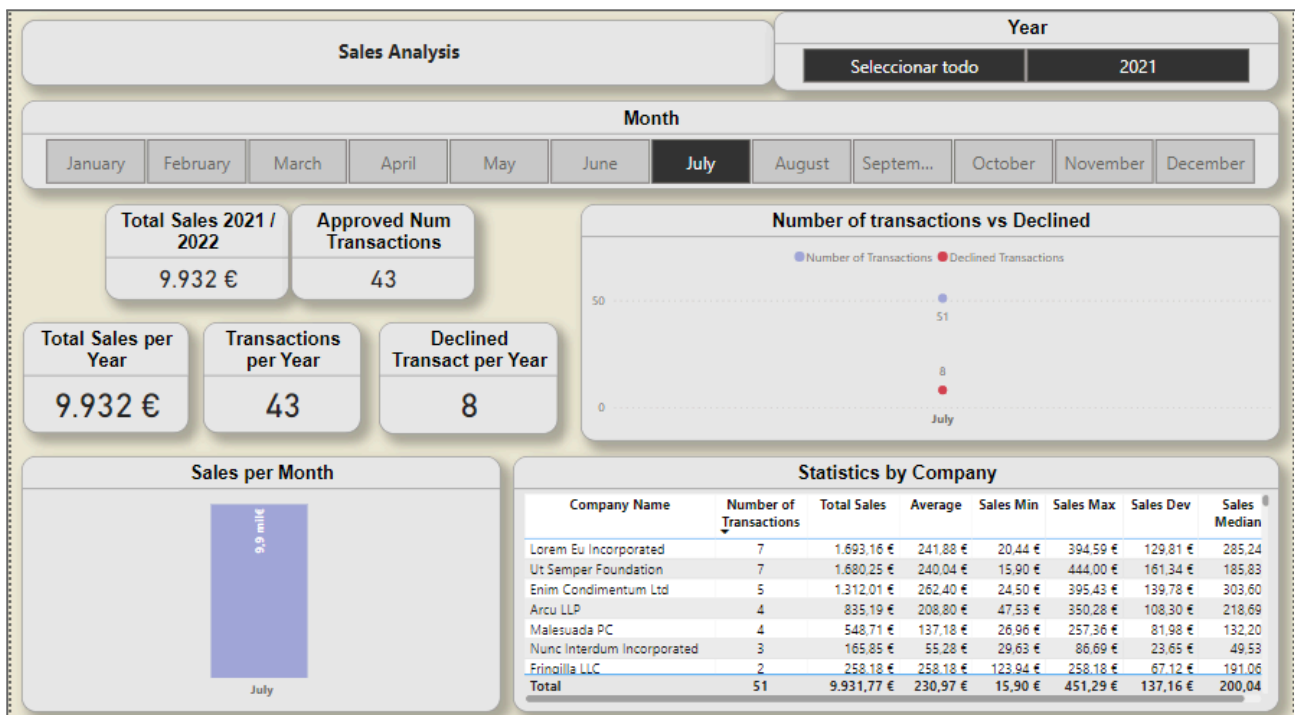 Sales Analysis
Year
Seleccionar todo 2021
Month
January February March April May June July August Septem... October November December
Total Sales 2021 /
2022
9.932 €
Approved Num
Transactions
43
Number of transactions vs Declined
Number of Transactions Declined Transactions
50
51
8
0
July
Total Sales per
Year
9.932 €
Transactions
per Year
43
Declined
Transact per Year
8
Sales per Month
9,9 mil€
July
Statistics by Company
Company Name Number of Transactions Total Sales Average Sales Min Sales Max Sales Dev Sales Median
Lorem Eu Incorporated 7 1.693,16 € 241,88 € 20,44 € 394,59 € 129,81 € 285,24
Ut Semper Foundation 7 1.680,25 € 240,04 € 15,90 € 444,00 € 161,34 € 185,83
Enim Condimentum Ltd 5 1.312,01 € 262,40 € 24,50 € 395,43 € 139,78 € 303,60
Arcu LLP 4 835,19 € 208,80 € 47,53 € 350,28 € 108,30 € 218,69
Malesuada PC 4 548,71 € 137,18 € 26,96 € 257,36 € 81,98 € 132,20
Nunc Interdum Incorporated 3 165,85 € 55,28 € 29,63 € 86,69 € 23,65 € 49,53
Fringilla LLC 2 258,18 € 258,18 € 123,94 € 258,18 € 67,12 € 191,06
Total 51 9.931,77 € 230,97 € 15,90 € 451,29 € 137,16 € 200,04